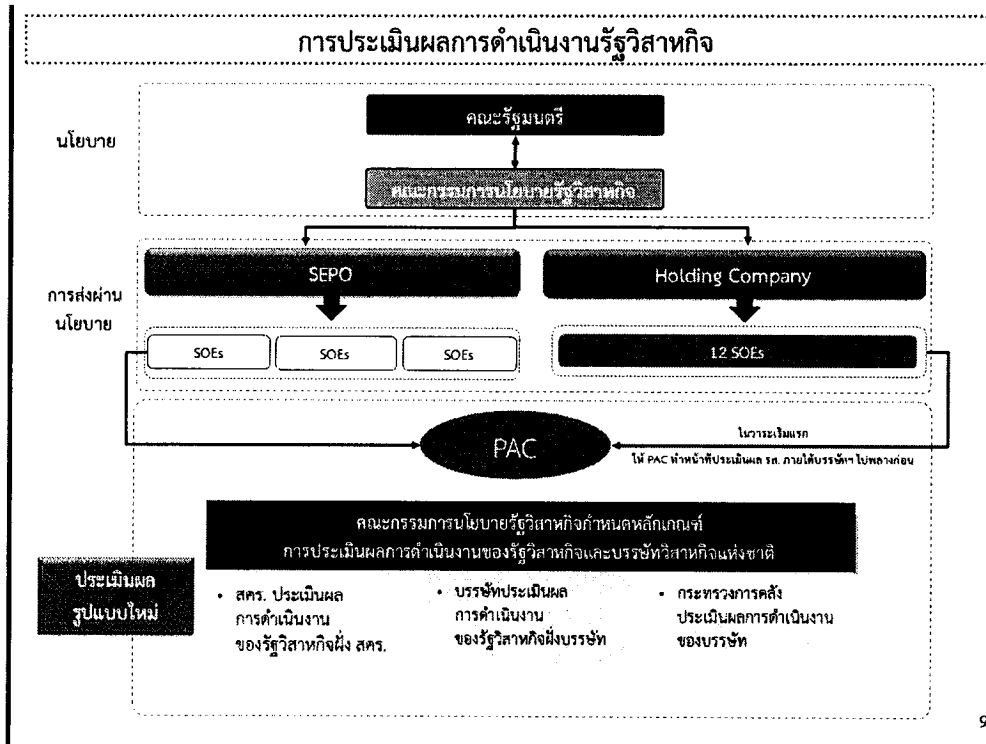 การประเมินผลการดำเนินงานรัฐวิสาหกิจ
นโยบาย
คณะรัฐมนตรี
คณะกรรมการนโยบายรัฐวิสาหกิจ
การส่งผ่าน
นโยบาย
SEPO
Holding Company
SOEs
SOEs
SOEs
12 SOEs
PAC
ในวาระเริ่มแรก
ให้ PAC ทำหน้าที่ประเมินผล รส. ภายใต้บริษัทฯ ไปพลางก่อน
คณะกรรมการนโยบายรัฐวิสาหกิจกำหนดหลักเกณฑ์
การประเมินผลการดำเนินงานของรัฐวิสาหกิจและบรรษัทวิสาหกิจแห่งชาติ
ประเมินผล
รูปแบบใหม่
• สคร. ประเมินผล
การดำเนินงาน
ของรัฐวิสาหกิจฝั่ง สคร.
• บรรษัทประเมินผล
การดำเนินงาน
ของรัฐวิสาหกิจฝั่งบรรษัท
• กระทรวงการคลัง
ประเมินผลการดำเนินงาน
ของบรรษัท
9